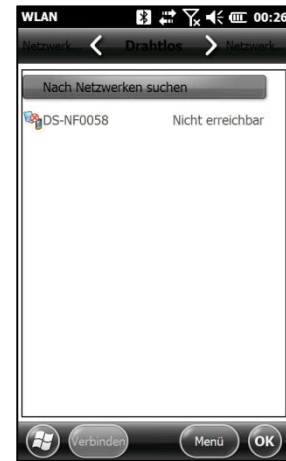 WLAN 00:26
Netzwerk Drahtlos Netzwerk
Nach Netzwerken suchen
DS-NF0058 Nicht erreichbar
Verbinden Menü OK